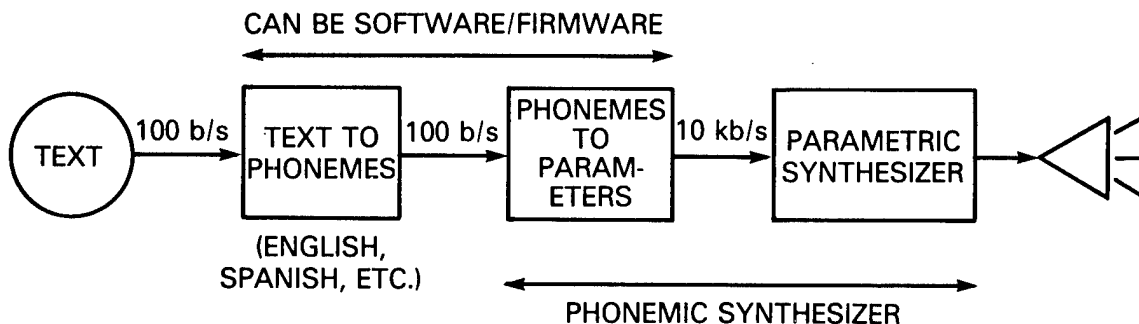 CAN BE SOFTWARE/FIRMWARE
TEXT
100 b/s
TEXT TO
PHONEMES
100 b/s
PHONEMES
TO
PARAM-
ETERS
10 kb/s
PARAMETRIC
SYNTHESIZER
(ENGLISH,
SPANISH, ETC.)
PHONEMIC SYNTHESIZER